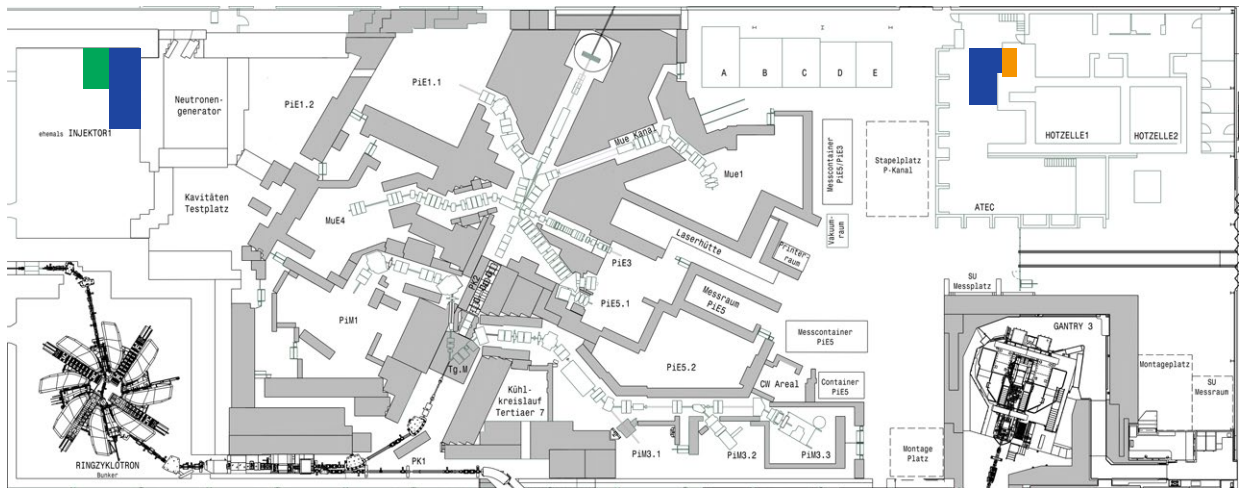 PiE1.1
A B C D E
Neutronen-
generator
PiE1.2
ehemals INJEKTOR1
Mue Kanal
HOTZELLE1
HOTZELLE2
Messcontainer
PiE5/PiE3
Stapelplatz
P-Kanal
Mue1
Kavitäten
Testplatz
MuE4
ATEC
Vakuum-
raum
Laserhütte
Printer
raum
PiE3
PK2
SU
Messplatz
PiE5.1
Messraum
PiE5
PiM1
GANTRY 3
Messcontainer
PiE5
Tg.M
PiE5.2
Montageplatz
CW Areal
Container
PiE5
SU
Messraum
Kühl-
kreislauf
Tertiaer 7
PiM3.1
PiM3.2
PiM3.3
Montage
Platz
PK1
RINGZYKLOTRON
Bunker